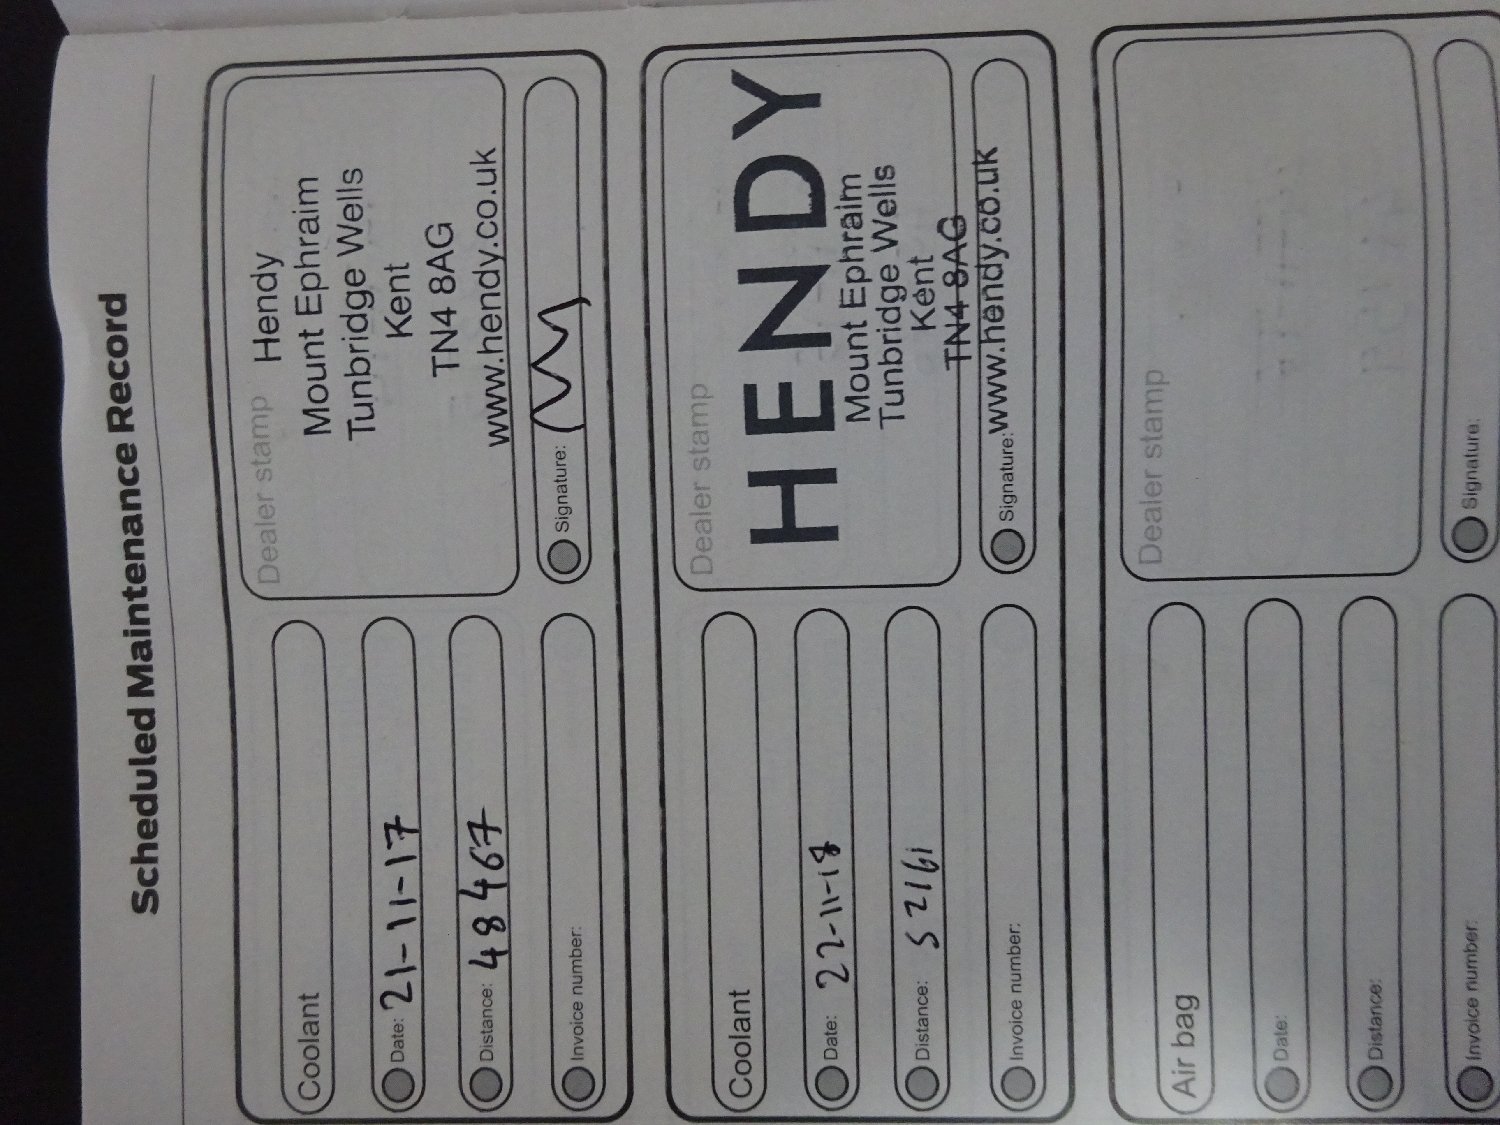 Scheduled Maintenance Record
Coolant
Date: 21-11-17
Distance: 48467
Invoice number:
Dealer stamp
Hendy
Mount Ephraim
Tunbridge Wells
Kent
TN4 8AG
www.hendy.co.uk
Signature:
Coolant
Date: 22-11-18
Distance: 52161
Invoice number:
Dealer stamp
HENDY
Mount Ephraim
Tunbridge Wells
Kent
TN4 8AG
www.hendy.co.uk
Signature:
Air bag
Date:
Distance:
Invoice number:
Dealer stamp
Signature: